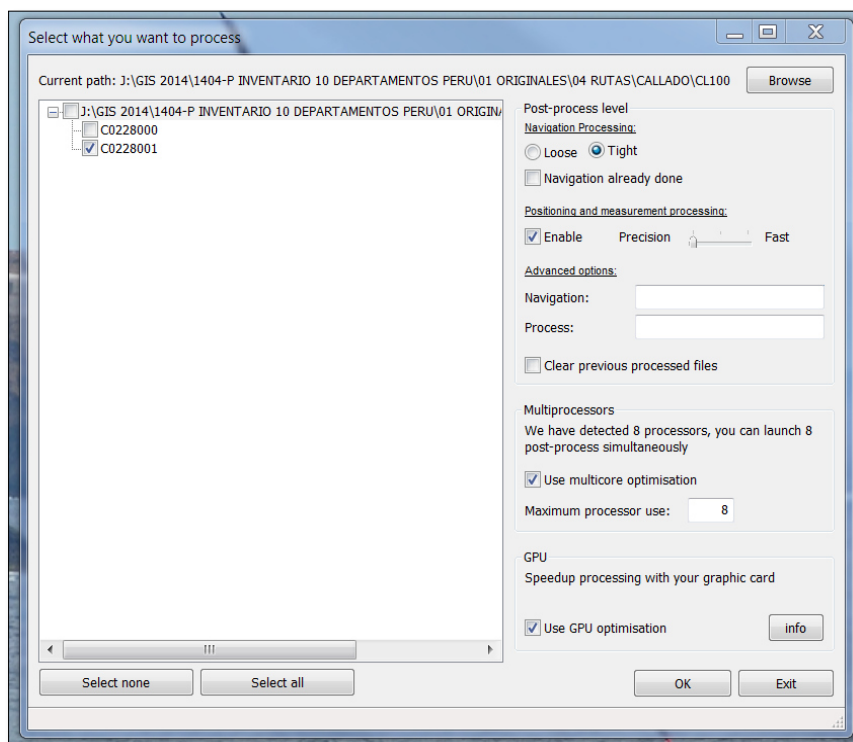 Select what you want to process
Current path: J:\GIS 2014\1404-P INVENTARIO 10 DEPARTAMENTOS PERU\01 ORIGINALES\04 RUTAS\CALLADO\CL100
Browse
J:\GIS 2014\1404-P INVENTARIO 10 DEPARTAMENTOS PERU\01 ORIGIN
C0228000
C0228001
Post-process level
Navigation Processing:
Loose Tight
Navigation already done
Positioning and measurement processing:
Enable Precision Fast
Advanced options:
Navigation:
Process:
Clear previous processed files
Multiprocessors
We have detected 8 processors, you can launch 8
post-process simultaneously
Use multicore optimisation
Maximum processor use: 8
GPU
Speedup processing with your graphic card
Use GPU optimisation
info
Select none
Select all
OK
Exit